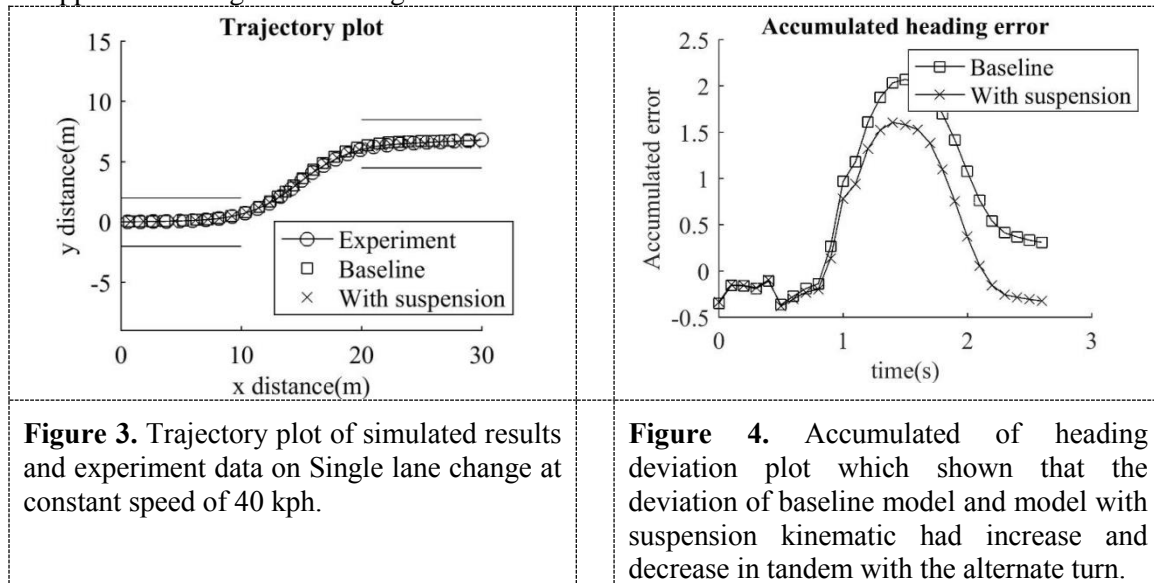 Trajectory plot
15
10
5
0
-5
y distance(m)
Experiment
Baseline
With suspension
0 10 20 30
x distance(m)
Accumulated heading error
2.5
2
1.5
1
0.5
0
-0.5
Accumulated error
Baseline
With suspension
0 1 2 3
time(s)
Figure 3. Trajectory plot of simulated results
and experiment data on Single lane change at
constant speed of 40 kph.
Figure 4. Accumulated of heading
deviation plot which shown that the
deviation of baseline model and model with
suspension kinematic had increase and
decrease in tandem with the alternate turn.